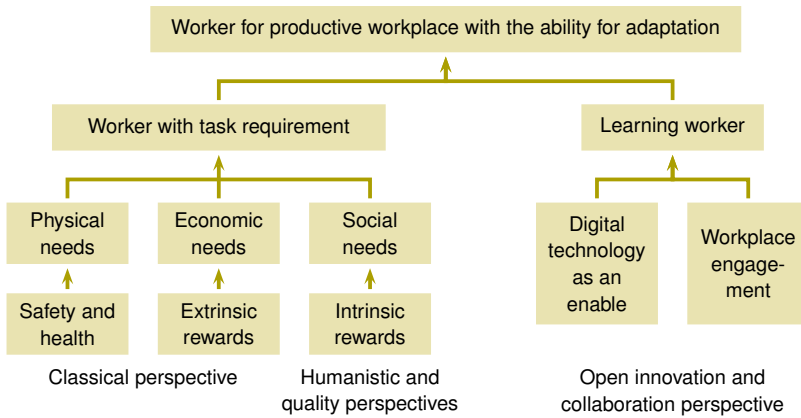 Worker for productive workplace with the ability for adaptation
Worker with task requirement
Learning worker
Physical
needs
Economic
needs
Social
needs
Digital
technology
as an
enable
Workplace
engage-
ment
Safety and
health
Extrinsic
rewards
Intrinsic
rewards
Classical perspective
Humanistic and
quality perspectives
Open innovation and
collaboration perspective